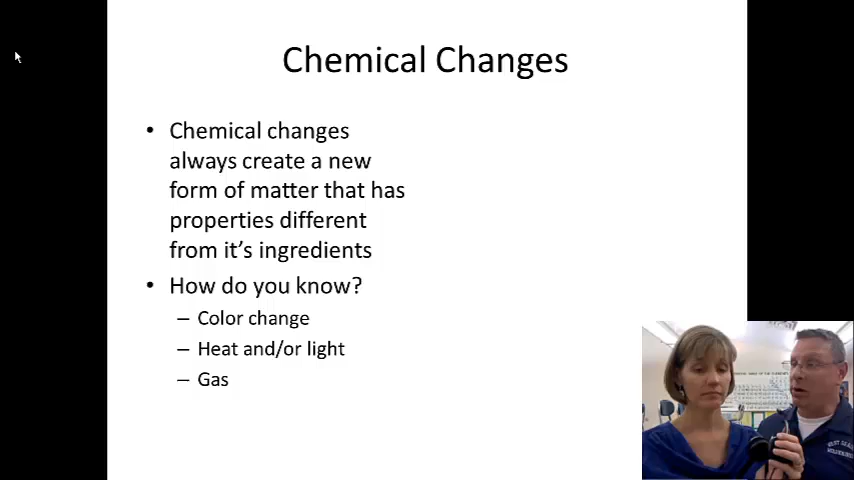 Chemical Changes
• Chemical changes
always create a new
form of matter that has
properties different
from it's ingredients
• How do you know?
– Color change
– Heat and/or light
– Gas